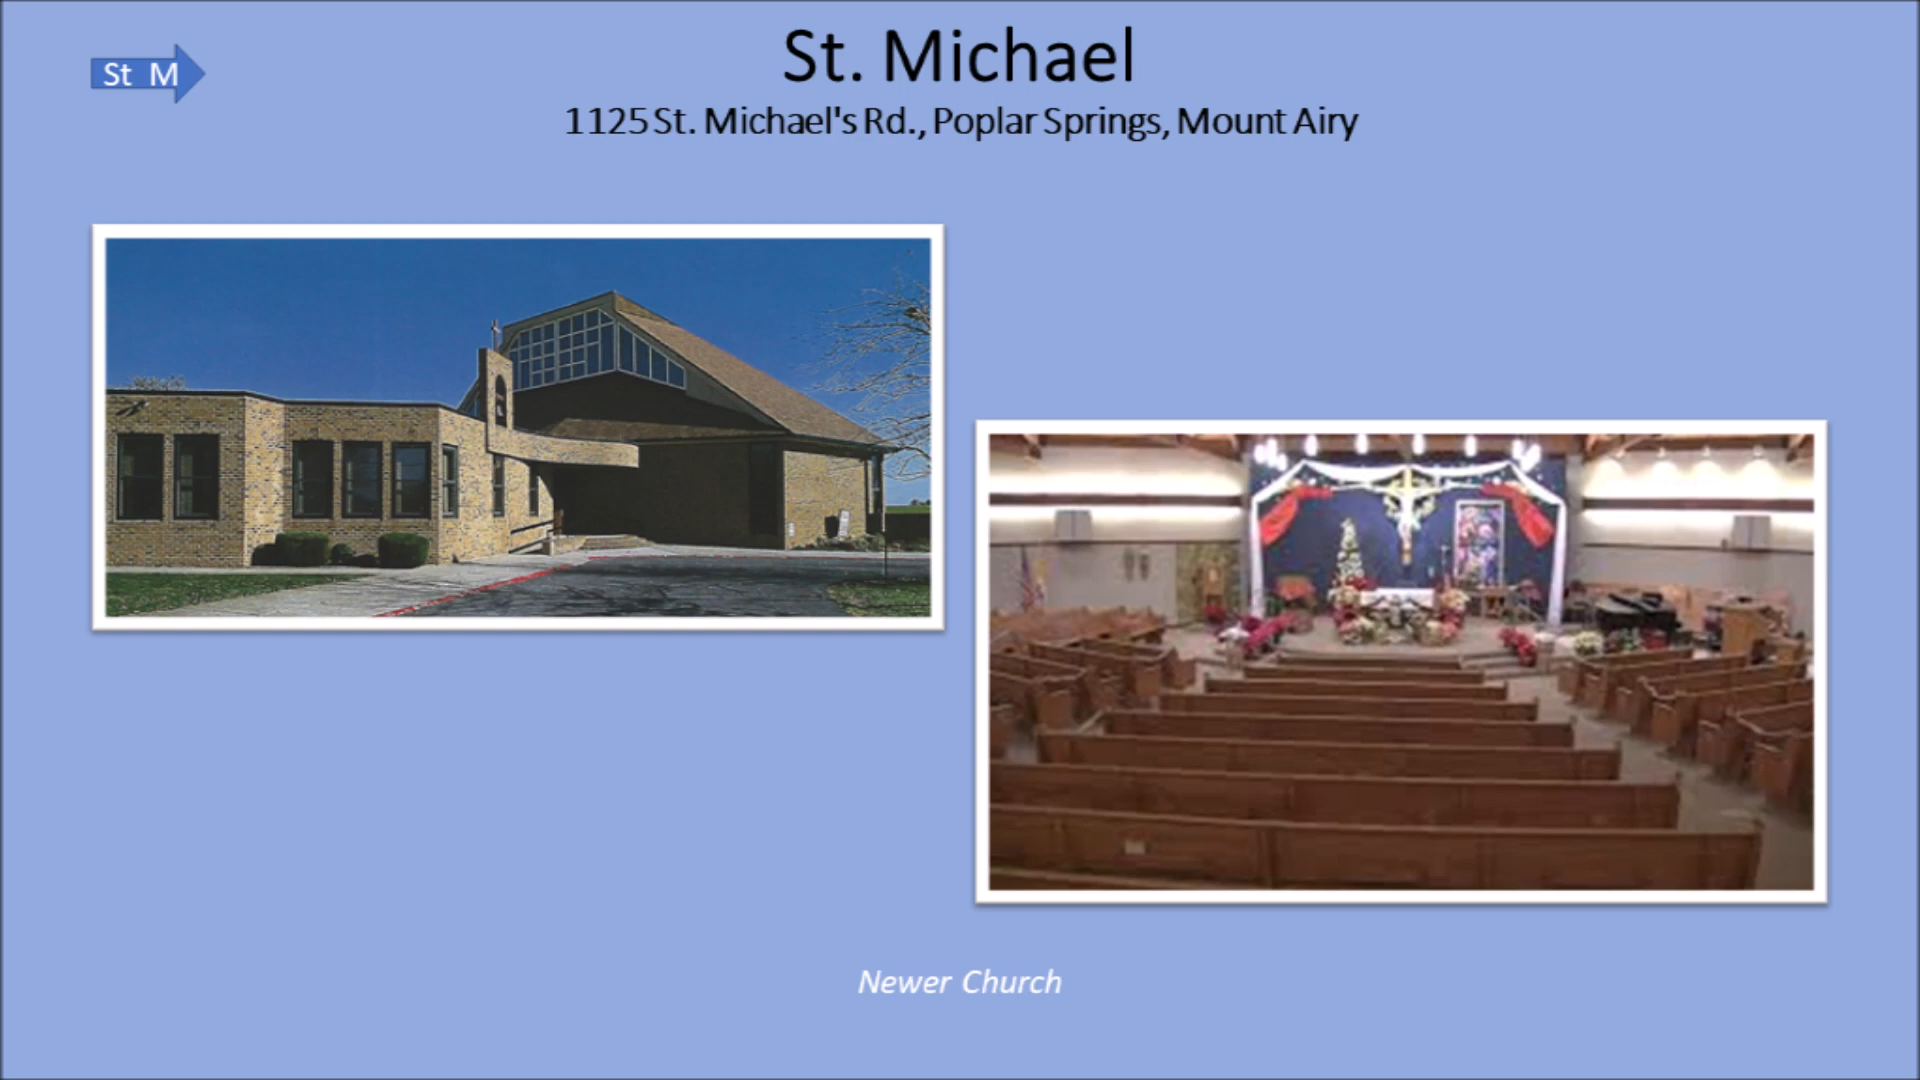 St M
St. Michael
1125 St. Michael's Rd., Poplar Springs, Mount Airy
Newer Church